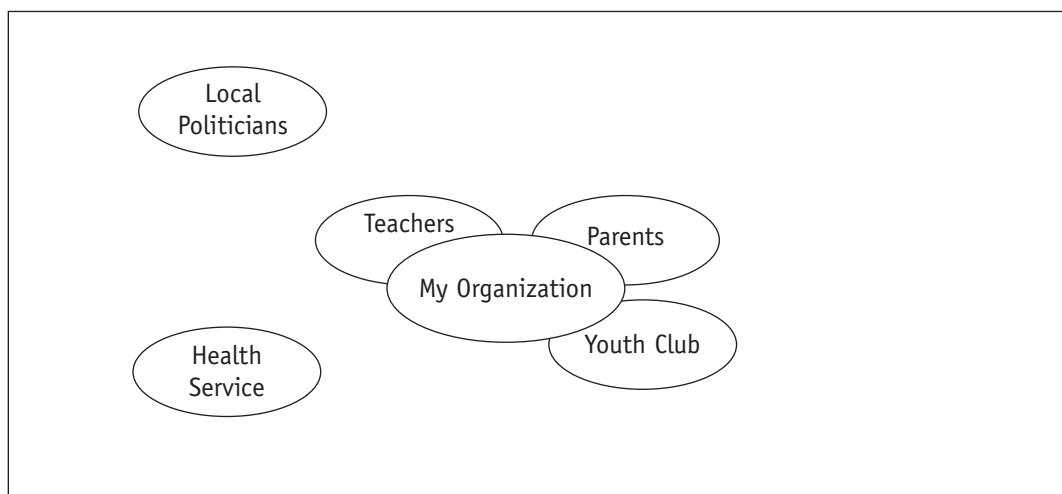 Local
Politicians
Teachers
Parents
My Organization
Youth Club
Health
Service